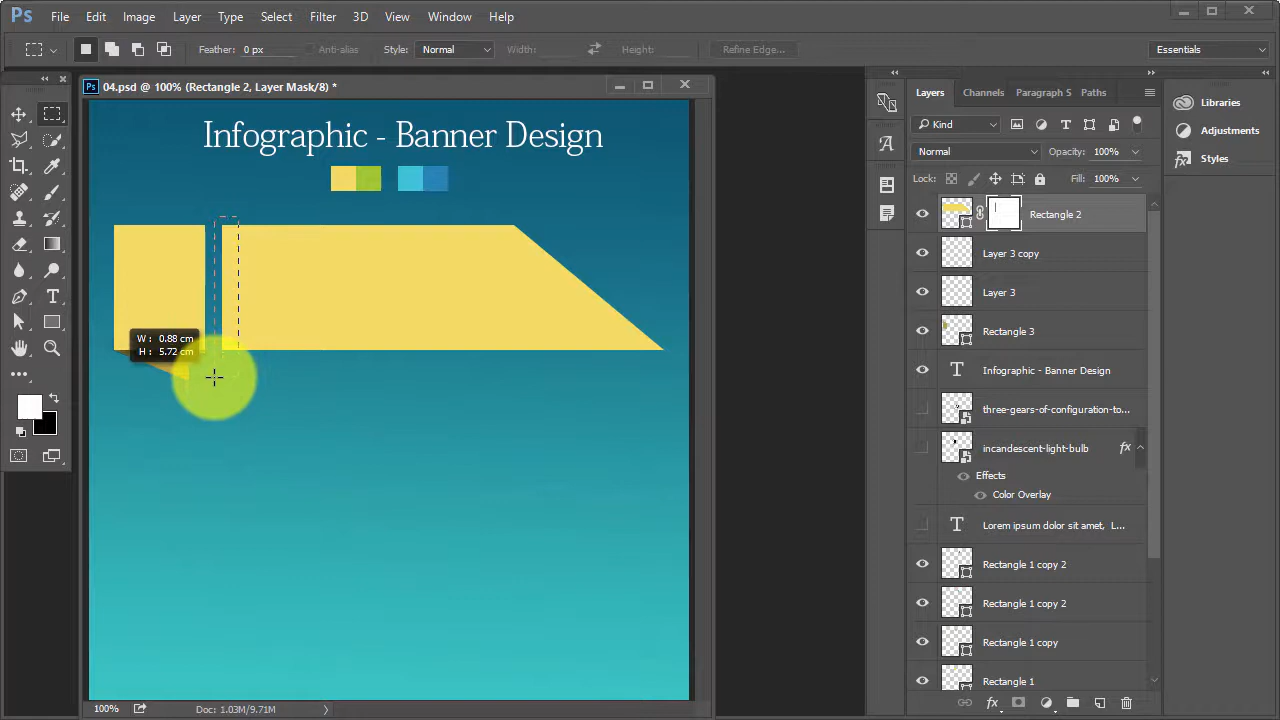 Ps File Edit Image Layer Type Select Filter 3D View Window Help
Feather: 0 px Anti-alias Style: Normal Width: Height: Refine Edge... Essentials
Ps 04.psd @ 100% (Rectangle 2, Layer Mask/8) *
Layers Channels Paragraph S Paths
Libraries
Adjustments
Styles
Kind
Normal Opacity: 100%
Lock: Fill: 100%
Infographic - Banner Design
W : 0.88 cm
H : 5.72 cm
Rectangle 2
Layer 3 copy
Layer 3
Rectangle 3
Infographic - Banner Design
three-gears-of-configuration-to...
incandescent-light-bulb fx
Effects
Color Overlay
Lorem ipsum dolor sit amet, L...
Rectangle 1 copy 2
Rectangle 1 copy 2
Rectangle 1 copy
Rectangle 1
100% Doc: 1.03M/9.71M